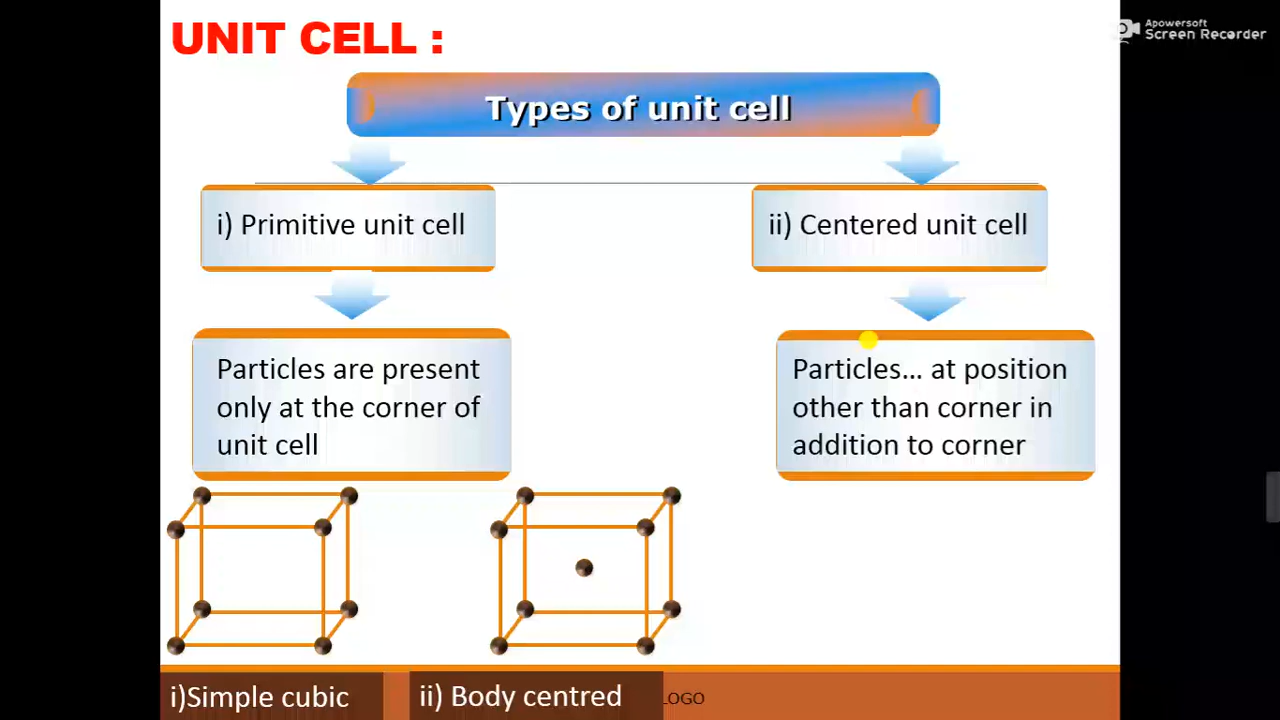 UNIT CELL :
Apowersoft
Screen Recorder
Types of unit cell
i) Primitive unit cell
ii) Centered unit cell
Particles are present
only at the corner of
unit cell
Particles... at position
other than corner in
addition to corner
i)Simple cubic
ii) Body centred
LOGO